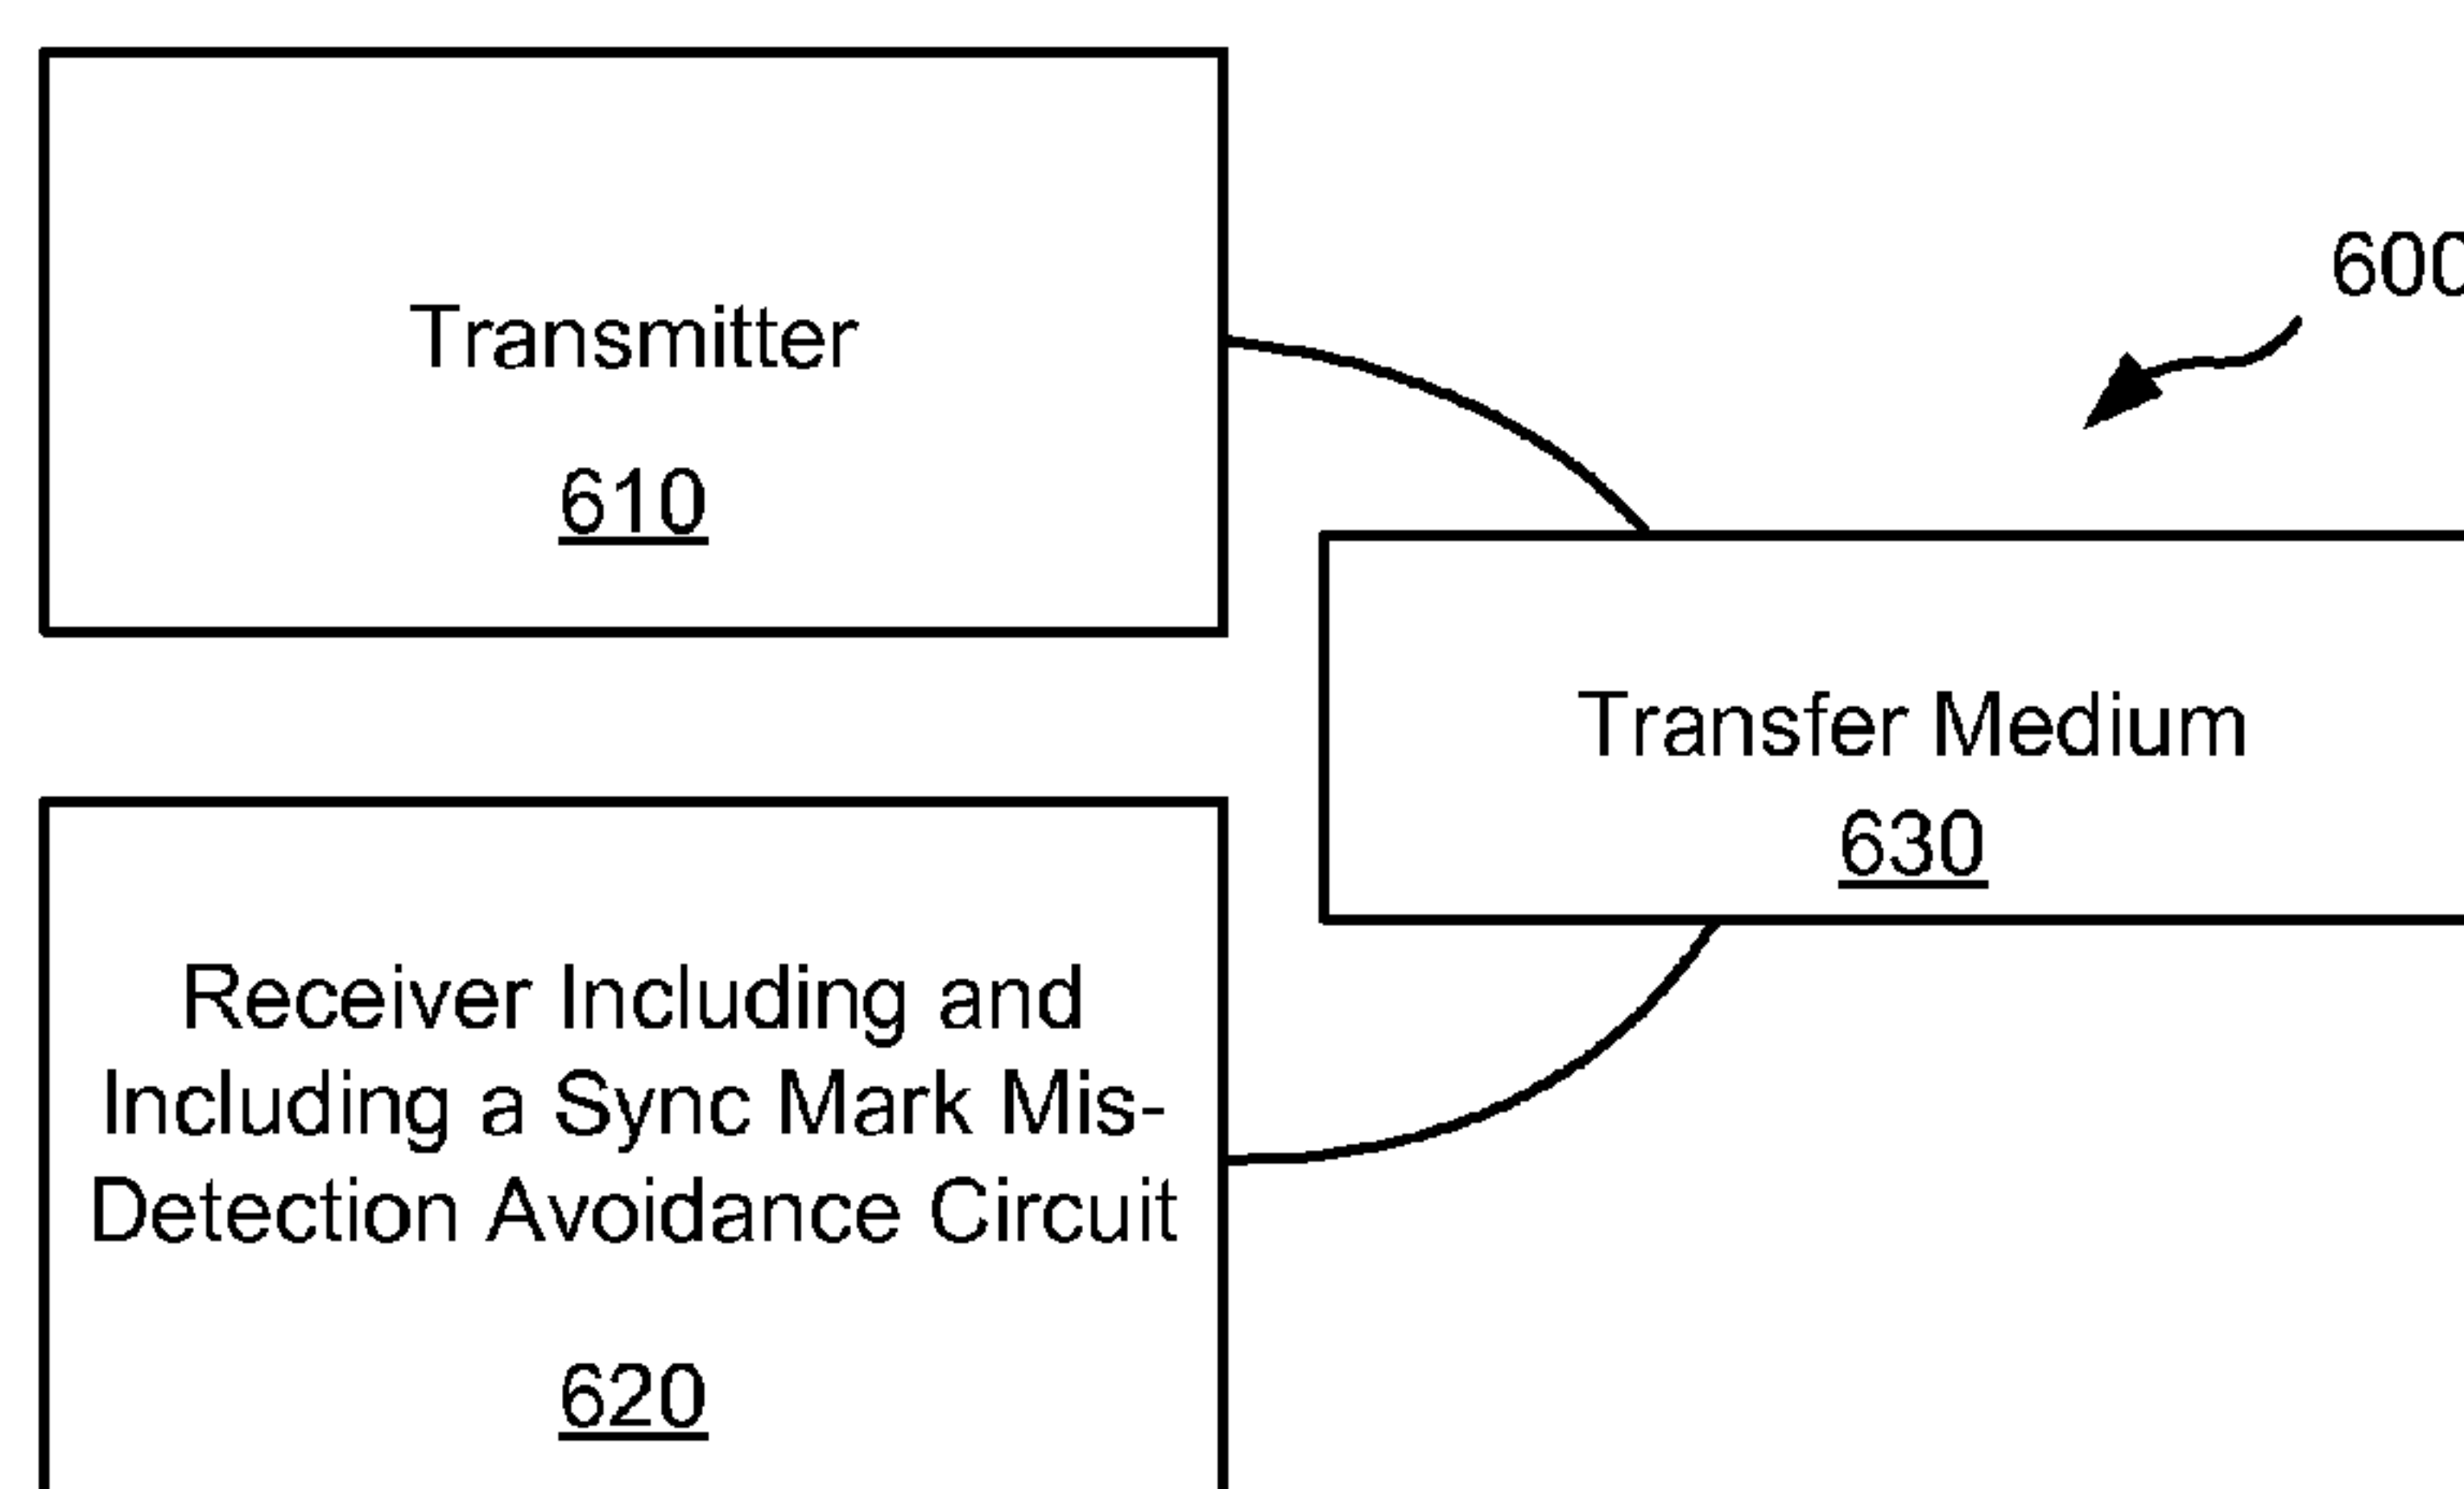 Transmitter
610
600
Transfer Medium
630
Receiver Including and
Including a Sync Mark Mis-
Detection Avoidance Circuit
620